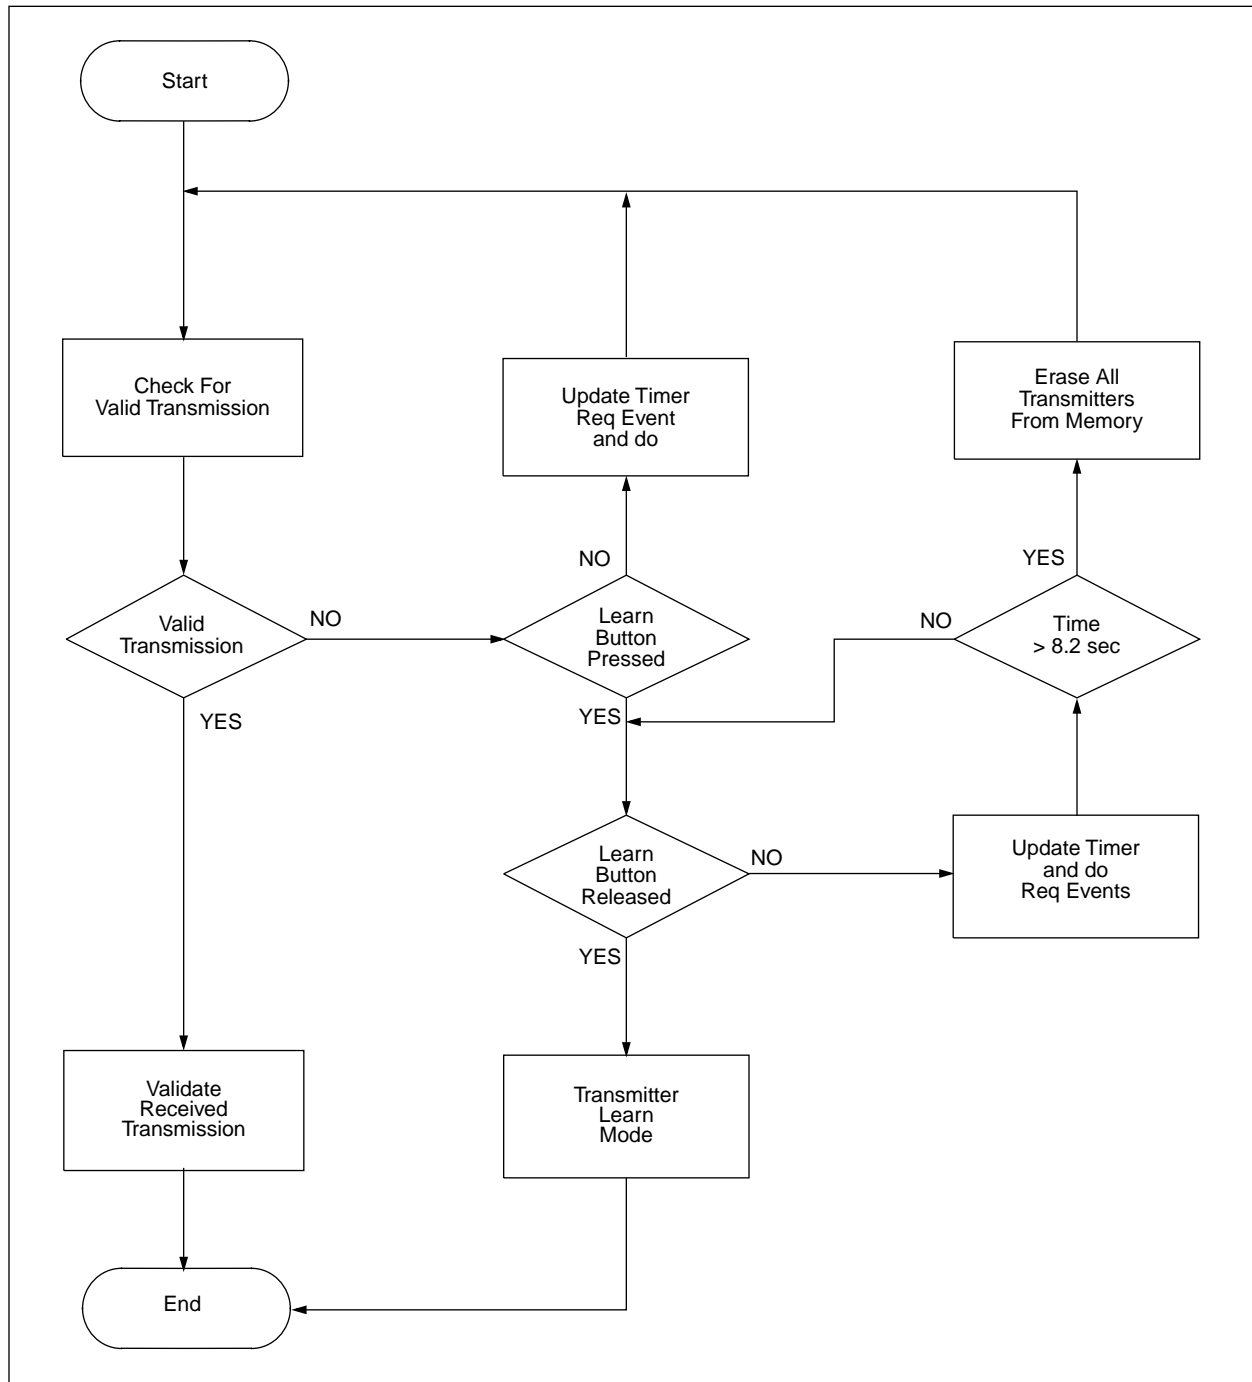 Start
Check For
Valid Transmission
Update Timer
Req Event
and do
Erase All
Transmitters
From Memory
NO
YES
Valid
Transmission
NO
Learn
Button
Pressed
NO
Time
> 8.2 sec
YES
YES
Learn
Button
Released
NO
Update Timer
and do
Req Events
YES
Validate
Received
Transmission
Transmitter
Learn
Mode
End